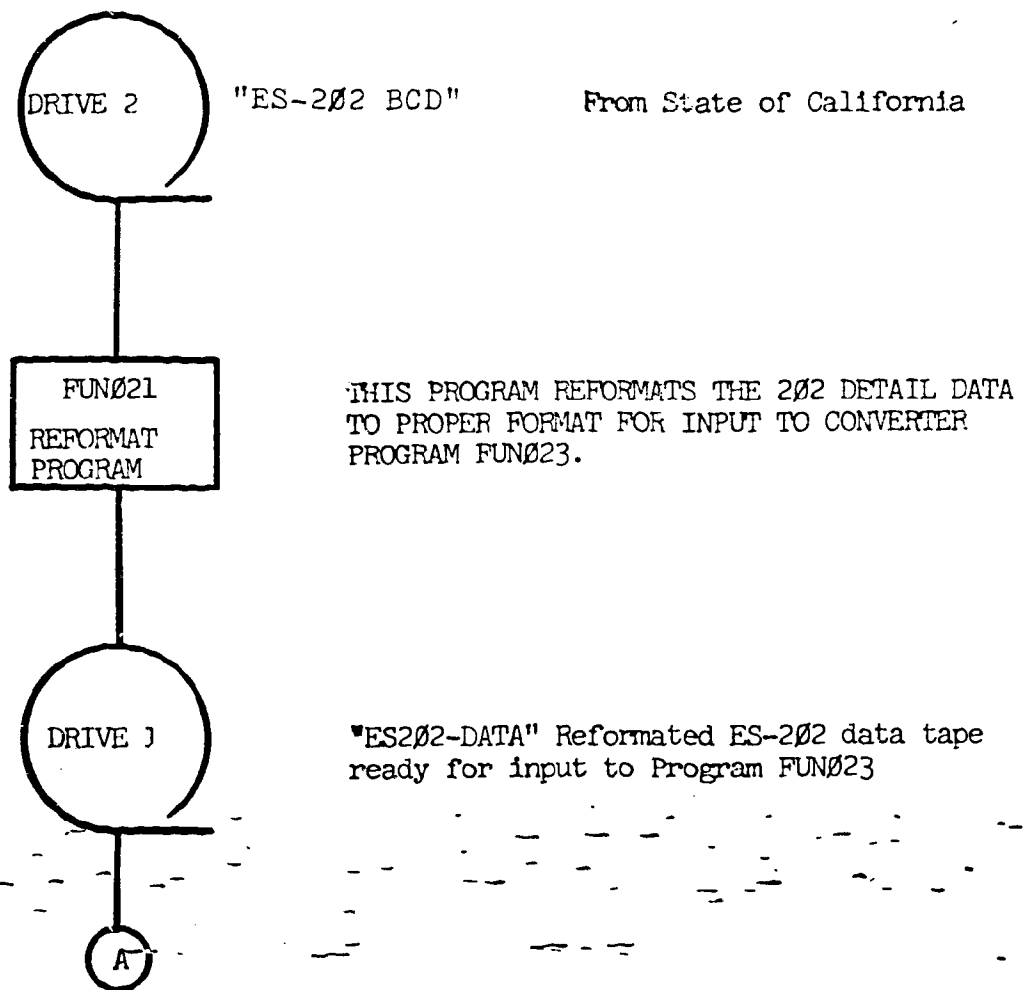 DRIVE 2 "ES-2Ø2 BCD" From State of California
FUNØ21
REFORMAT
PROGRAM
THIS PROGRAM REFORMATS THE 2Ø2 DETAIL DATA
TO PROPER FORMAT FOR INPUT TO CONVERTER
PROGRAM FUNØ23.
DRIVE
"ES2Ø2-DATA" Reformated ES-2Ø2 data tape
ready for input to Program FUNØ23
A